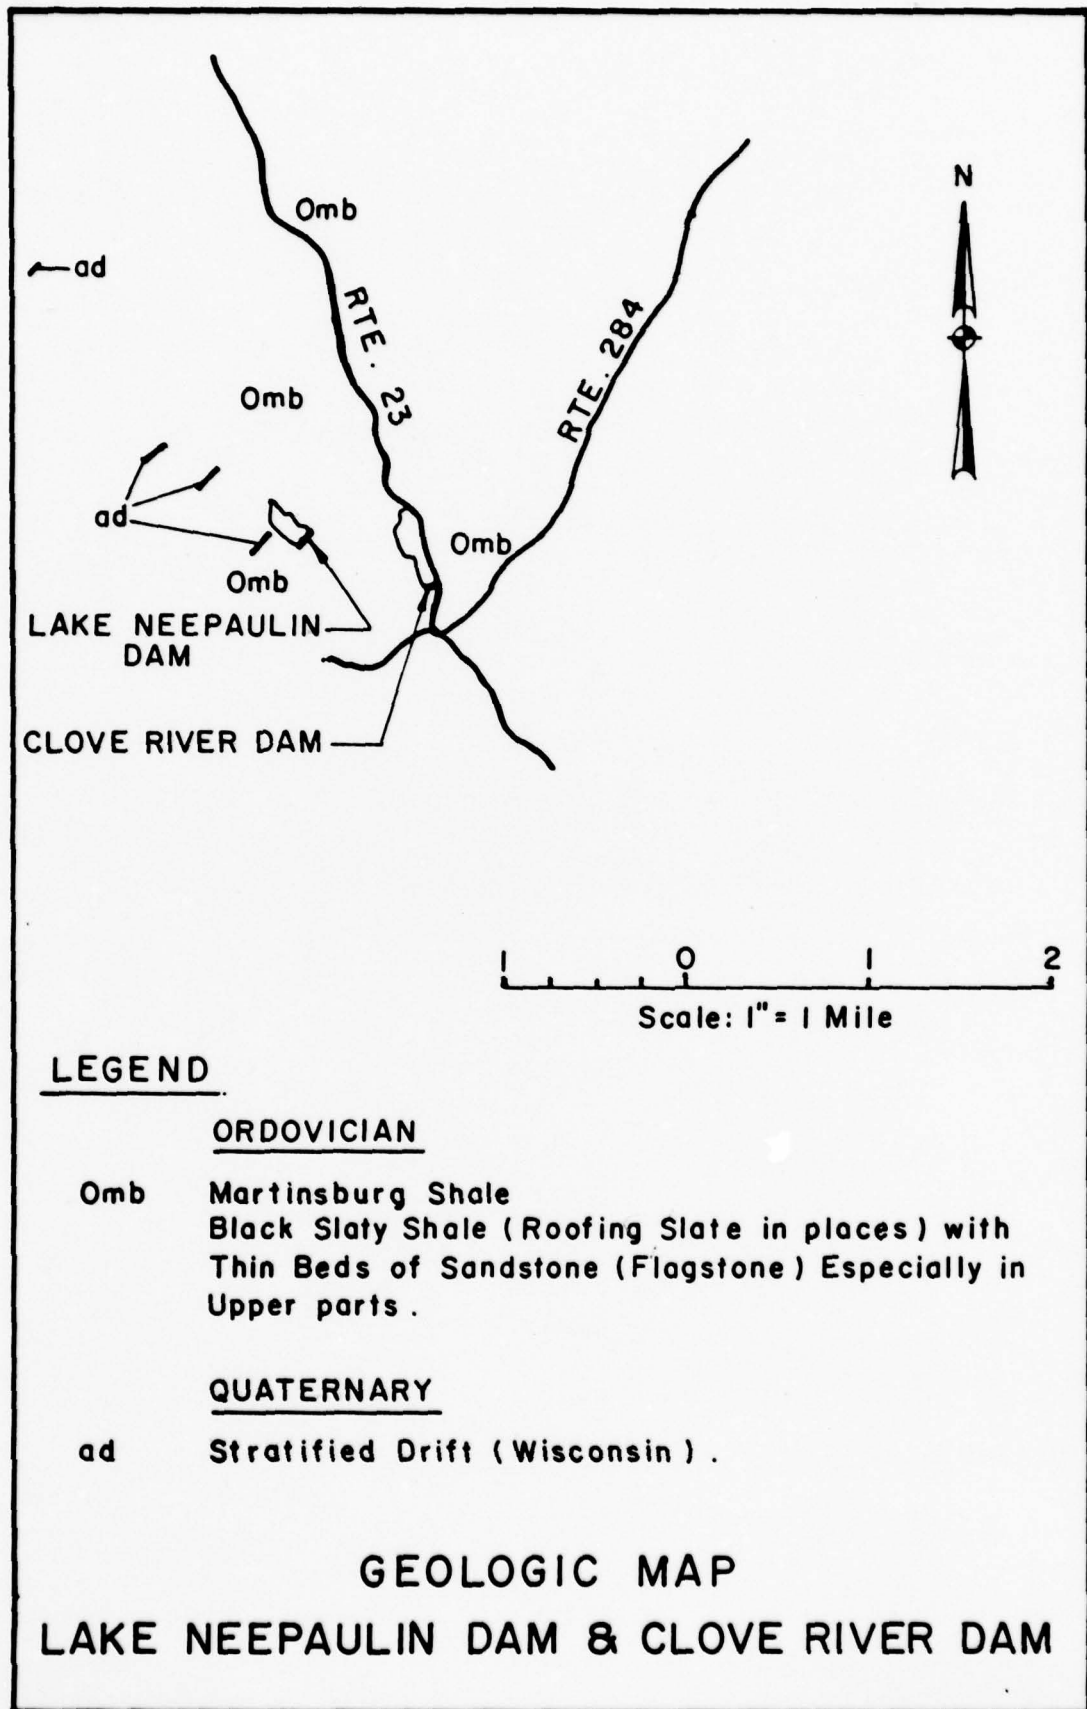 N
Omb
ad
RTE. 23
RTE. 284
Omb
ad
Omb
Omb
LAKE NEEPAULIN
DAM
CLOVE RIVER DAM
1 0 1 2
Scale: 1" = 1 Mile
LEGEND
ORDOVICIAN
Omb Martinsburg Shale
Black Slaty Shale (Roofing Slate in places) with
Thin Beds of Sandstone (Flagstone) Especially in
Upper parts.
QUATERNARY
ad Stratified Drift (Wisconsin).
GEOLOGIC MAP
LAKE NEEPAULIN DAM & CLOVE RIVER DAM